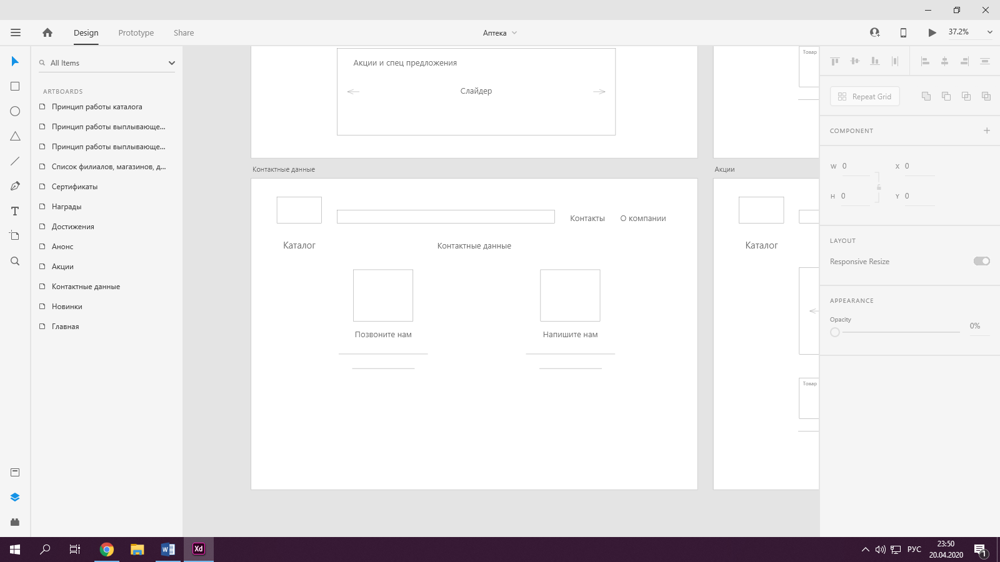 Design
Prototype
Share
Аптека
37.2%
All Items
ARTBOARDS
Принцип работы каталога
Принцип работы выплывающе...
Принцип работы выплывающе...
Список филиалов, магазинов, д...
Сертификаты
Награды
Достижения
Анонс
Акции
Контактные данные
Новинки
Главная
Акции и спец предложения
Слайдер
Товар
Контактные данные
Контакты
О компании
Каталог
Контактные данные
Позвоните нам
Напишите нам
Акции
Каталог
Товар
Repeat Grid
COMPONENT
W 0
X 0
H 0
Y 0
LAYOUT
Responsive Resize
APPEARANCE
Opacity
0%
W
Xd
РУС
23:50
20.04.2020
1